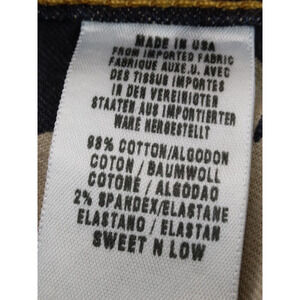 MADE IN USA
FROM IMPORTED FABRIC
FABRIQUE AUX.U. AVEC
DES TISSUS IMPORTES
IN DEN VEREINIGTEN
STAATEN AUS IMPORTIERTER
WARE HERGESTELLT
98% COTTON/ALGODON
COTON / BAUMWOLL
COTONE / ALGODAO
2% SPANDEX/ELASTANE
ELASTANO / ELASTAN
SWEET N LOW